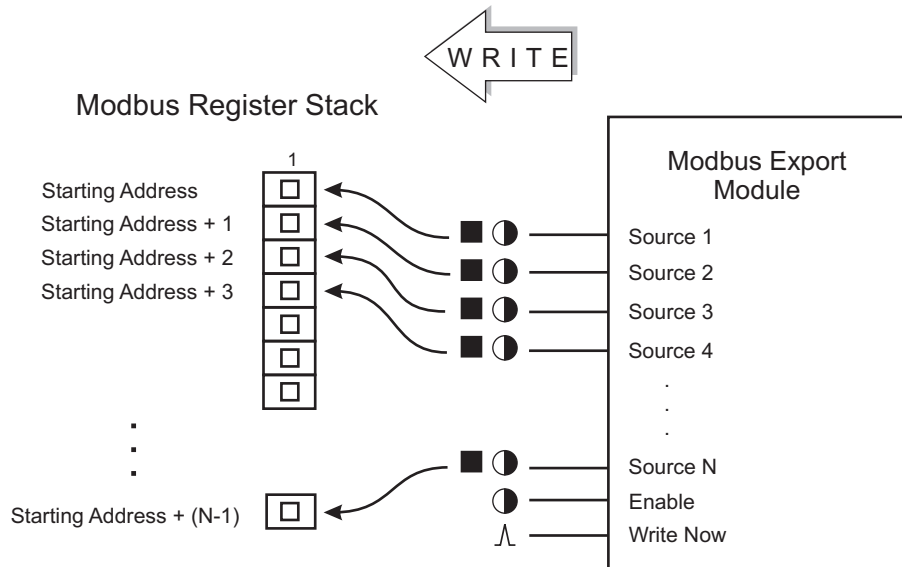 W R I T E
Modbus Register Stack
1
Starting Address
Starting Address + 1
Starting Address + 2
Starting Address + 3
Starting Address + (N-1)
Modbus Export
Module
Source 1
Source 2
Source 3
Source 4
.
.
.
Source N
Enable
Write Now